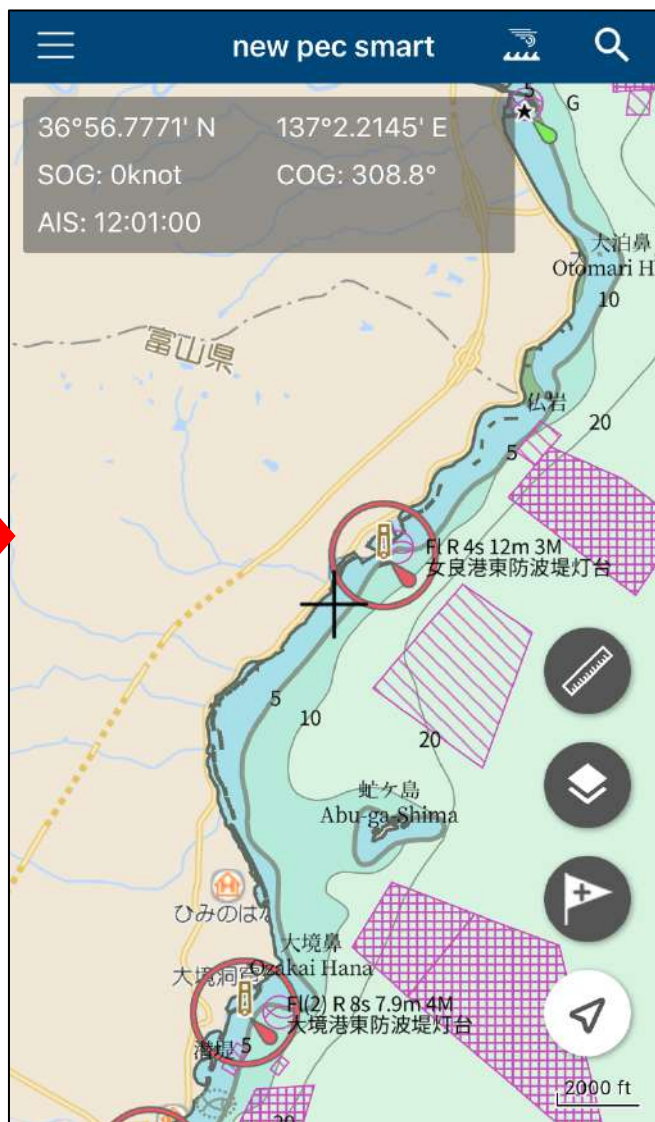 new pec smart
36°56.7771' N 137°2.2145' E
SOG: 0knot COG: 308.8°
AIS: 12:01:00
5
G
大泊鼻
Otomari H
10
富山県
仏岩
20
5
Fl R 4s 12m 3M
女良港東防波堤灯台
5
10
20
虻ケ島
Abu-ga-Shima
ひみのはな
大境鼻
大境洞窟
Ozakai Hana
Fl(2) R 8s 7.9m 4M
大境港東防波堤灯台
潜堤
5
2000 ft
20